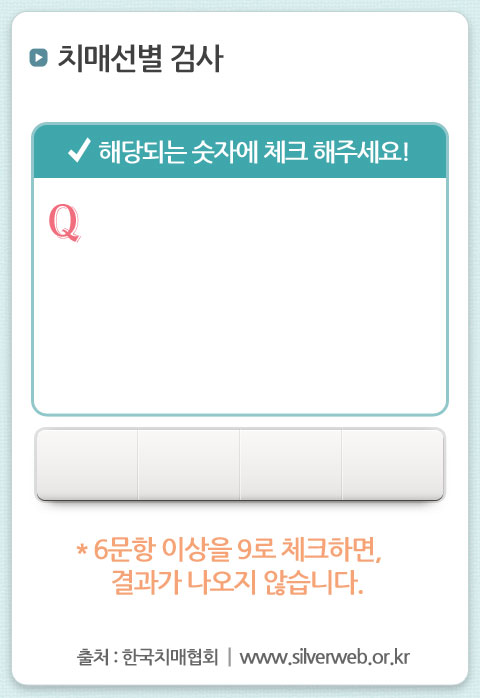 치매선별 검사
해당되는 숫자에 체크 해주세요!
Q
* 6문항 이상을 9로 체크하면,
결과가 나오지 않습니다.
출처 : 한국치매협회 | www.silverweb.or.kr